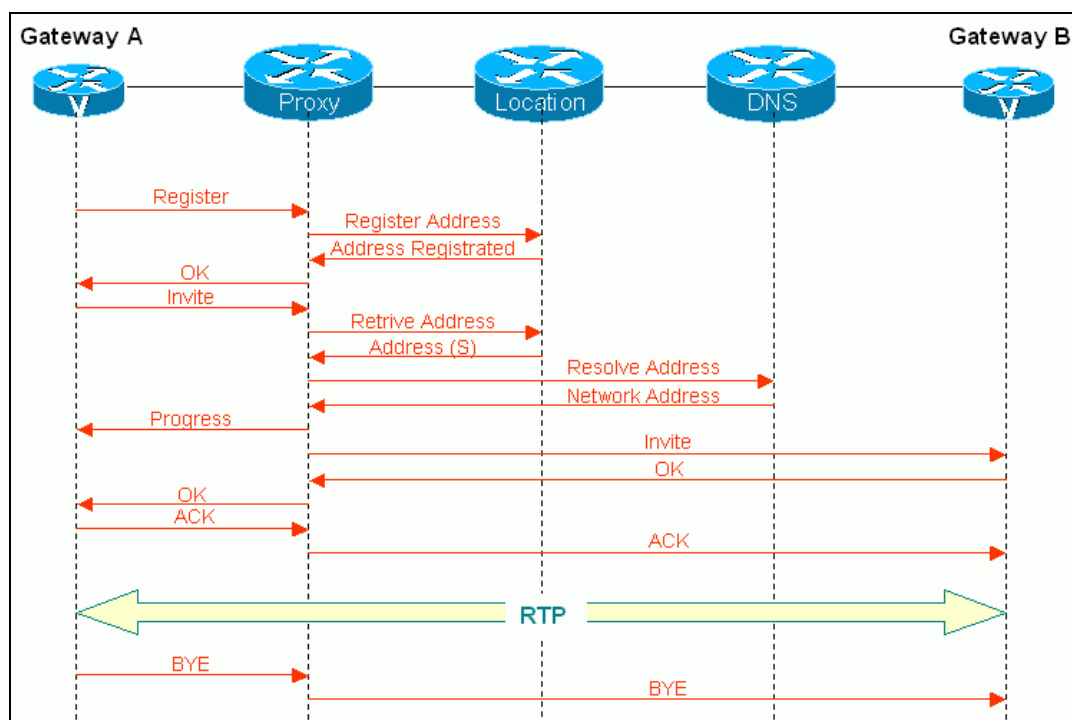 Gateway A
Gateway B
Proxy
Location
DNS
V
V
Register
Register Address
Address Registrated
OK
Invite
Retrive Address
Address (S)
Resolve Address
Network Address
Progress
Invite
OK
OK
ACK
ACK
RTP
BYE
BYE